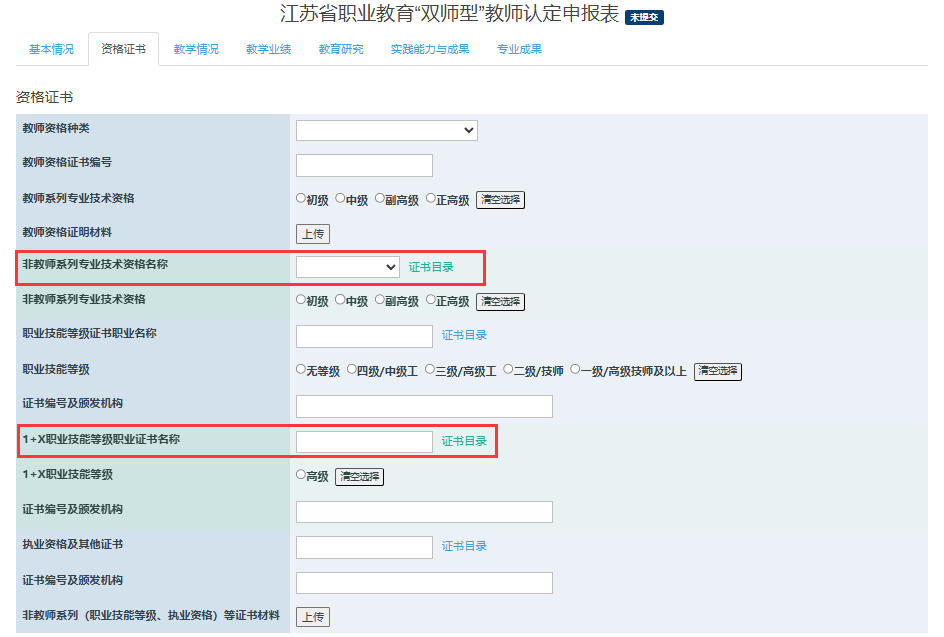 江苏省职业教育“双师型”教师认定申报表 未提交
基本情况 资格证书 教学情况 教学业绩 教育研究 实践能力与成果 专业成果
资格证书
教师资格种类
教师资格证书编号
教师系列专业技术资格 初级 中级 副高级 正高级 清空选择
教师资格证明材料 上传
非教师系列专业技术资格名称 证书目录
非教师系列专业技术资格 初级 中级 副高级 正高级 清空选择
职业技能等级证书职业名称 证书目录
职业技能等级 无等级 四级/中级工 三级/高级工 二级/技师 一级/高级技师及以上 清空选择
证书编号及颁发机构
1+X职业技能等级职业证书名称 证书目录
1+X职业技能等级 高级 清空选择
证书编号及颁发机构
执业资格及其他证书 证书目录
证书编号及颁发机构
非教师系列（职业技能等级、执业资格）等证书材料 上传